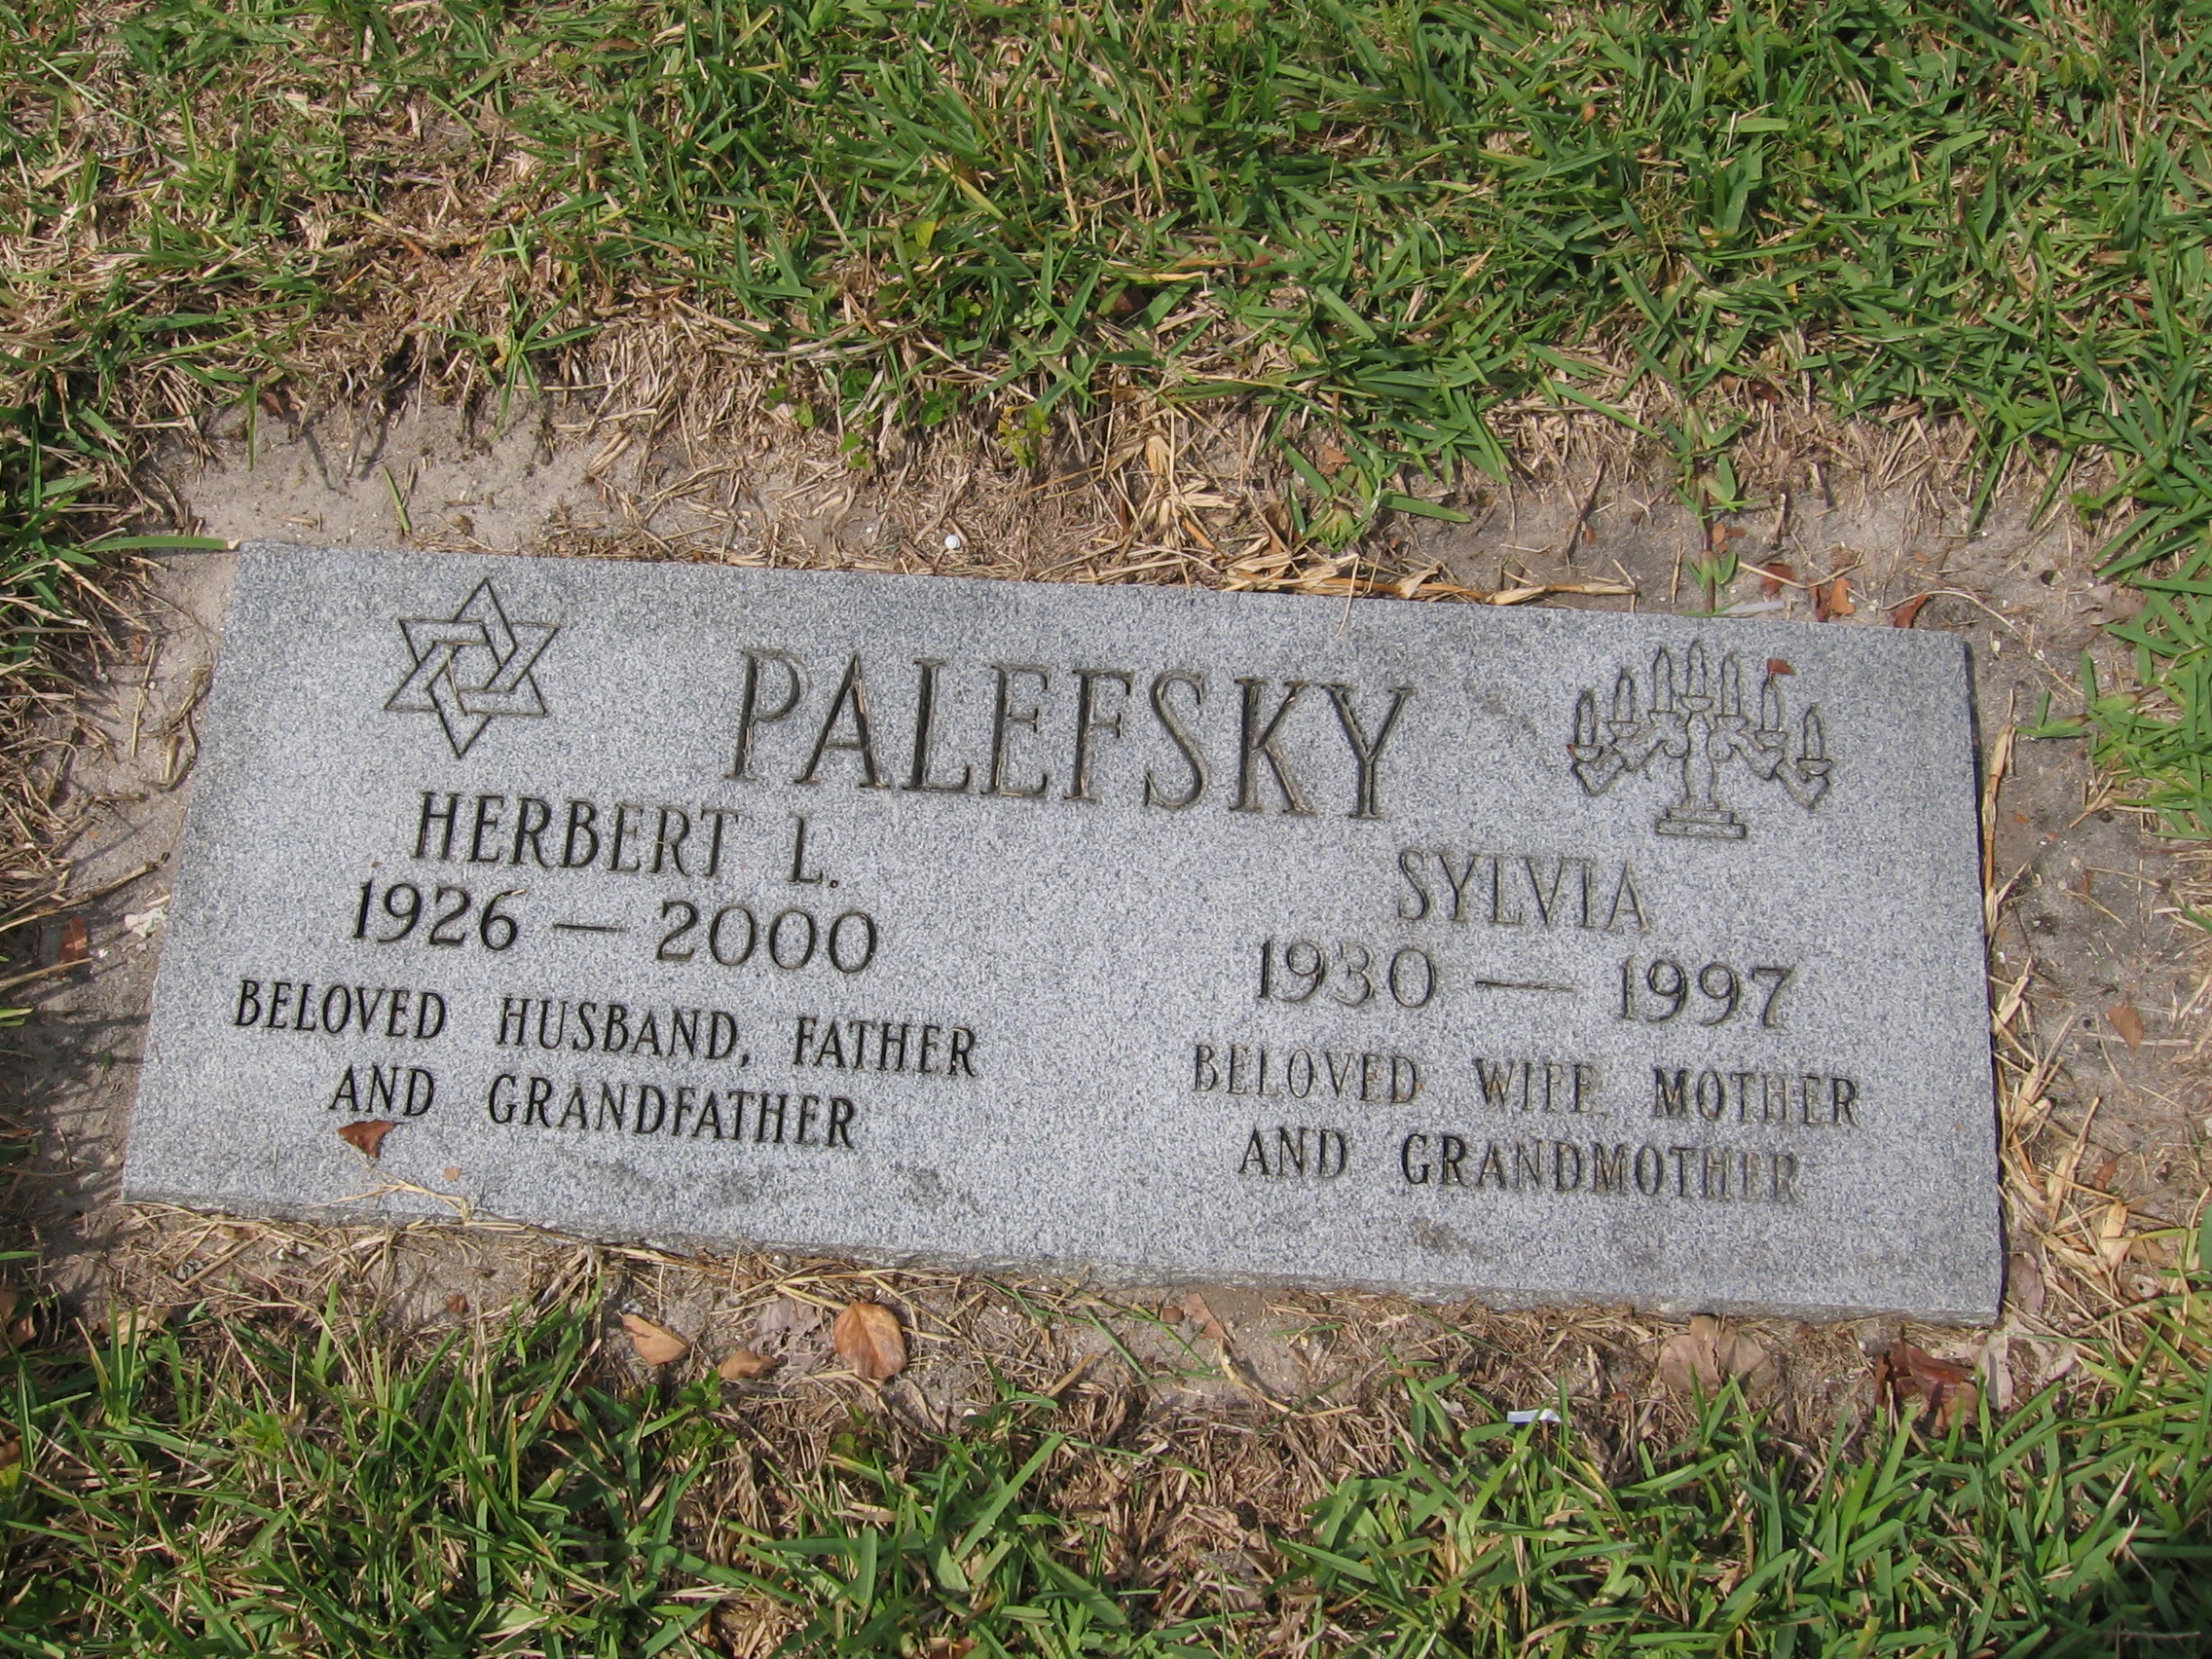 PALEFSKY
HERBERT L.
1926 — 2000
BELOVED HUSBAND, FATHER
AND GRANDFATHER
SYLVIA
1930 — 1997
BELOVED WIFE, MOTHER
AND GRANDMOTHER